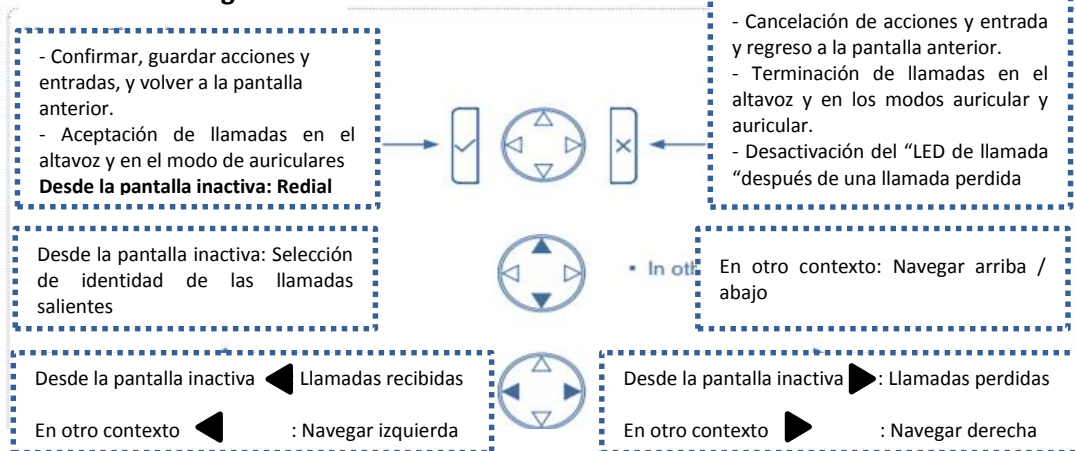 - Confirmar, guardar acciones y
entradas, y volver a la pantalla
anterior.
- Aceptación de llamadas en el
altavoz y en el modo de auriculares
Desde la pantalla inactiva: Redial
- Cancelación de acciones y entrada
y regreso a la pantalla anterior.
- Terminación de llamadas en el
altavoz y en los modos auricular y
auricular.
- Desactivación del “LED de llamada
“después de una llamada perdida
Desde la pantalla inactiva: Selección
de identidad de las llamadas
salientes
• In
En otro contexto: Navegar arriba /
abajo
Desde la pantalla inactiva Llamadas recibidas
En otro contexto : Navegar izquierda
Desde la pantalla inactiva : Llamadas perdidas
En otro contexto : Navegar derecha